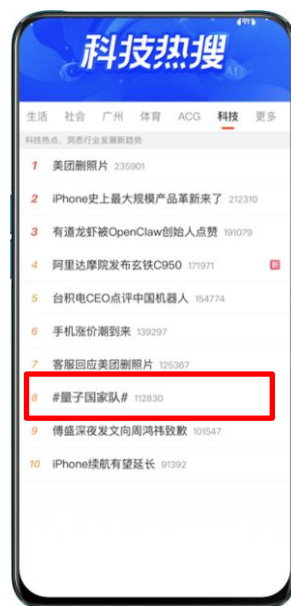 科技热搜
生活 社会 广州 体育 ACG 科技 更多
科技热点，洞悉行业发展新趋势
1 美团删照片 235901
2 iPhone史上最大规模产品革新来了 212310
3 有道龙虾被OpenClaw创始人点赞 191079
4 阿里达摩院发布玄铁C950 171971 新
5 台积电CEO点评中国机器人 154774
6 手机涨价潮到来 139297
7 客服回应美团删照片 125367
8 #量子国家队# 112830
9 傅盛深夜发文向周鸿祎致歉 101547
10 iPhone续航有望延长 91392